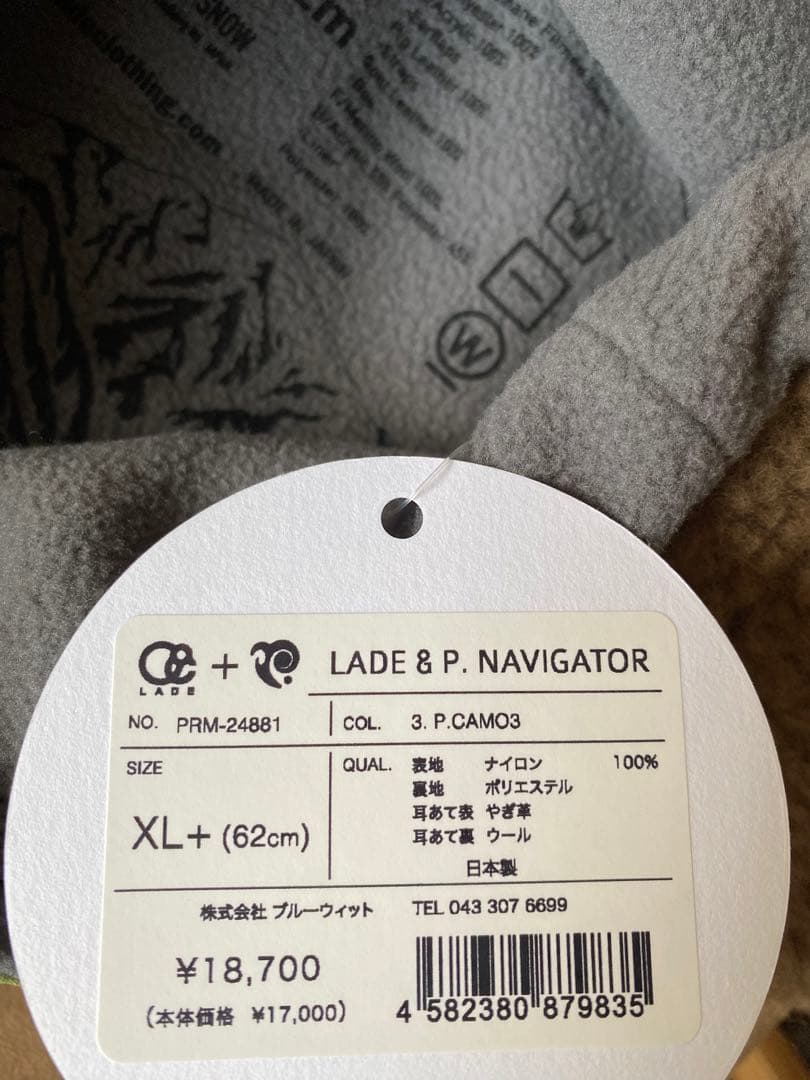 SNOW
clothing.com
MADE IN JAPAN
LADE
+
LADE & P. NAVIGATOR
NO. PRM-24881
COL. 3. P.CAMO3
SIZE
XL+ (62cm)
QUAL. 表地 ナイロン 100%
裏地 ポリエステル
耳あて表 やぎ革
耳あて裏 ウール
日本製
株式会社 ブルーウィット TEL 043 307 6699
¥18,700
(本体価格 ¥17,000)
4 582380 879835